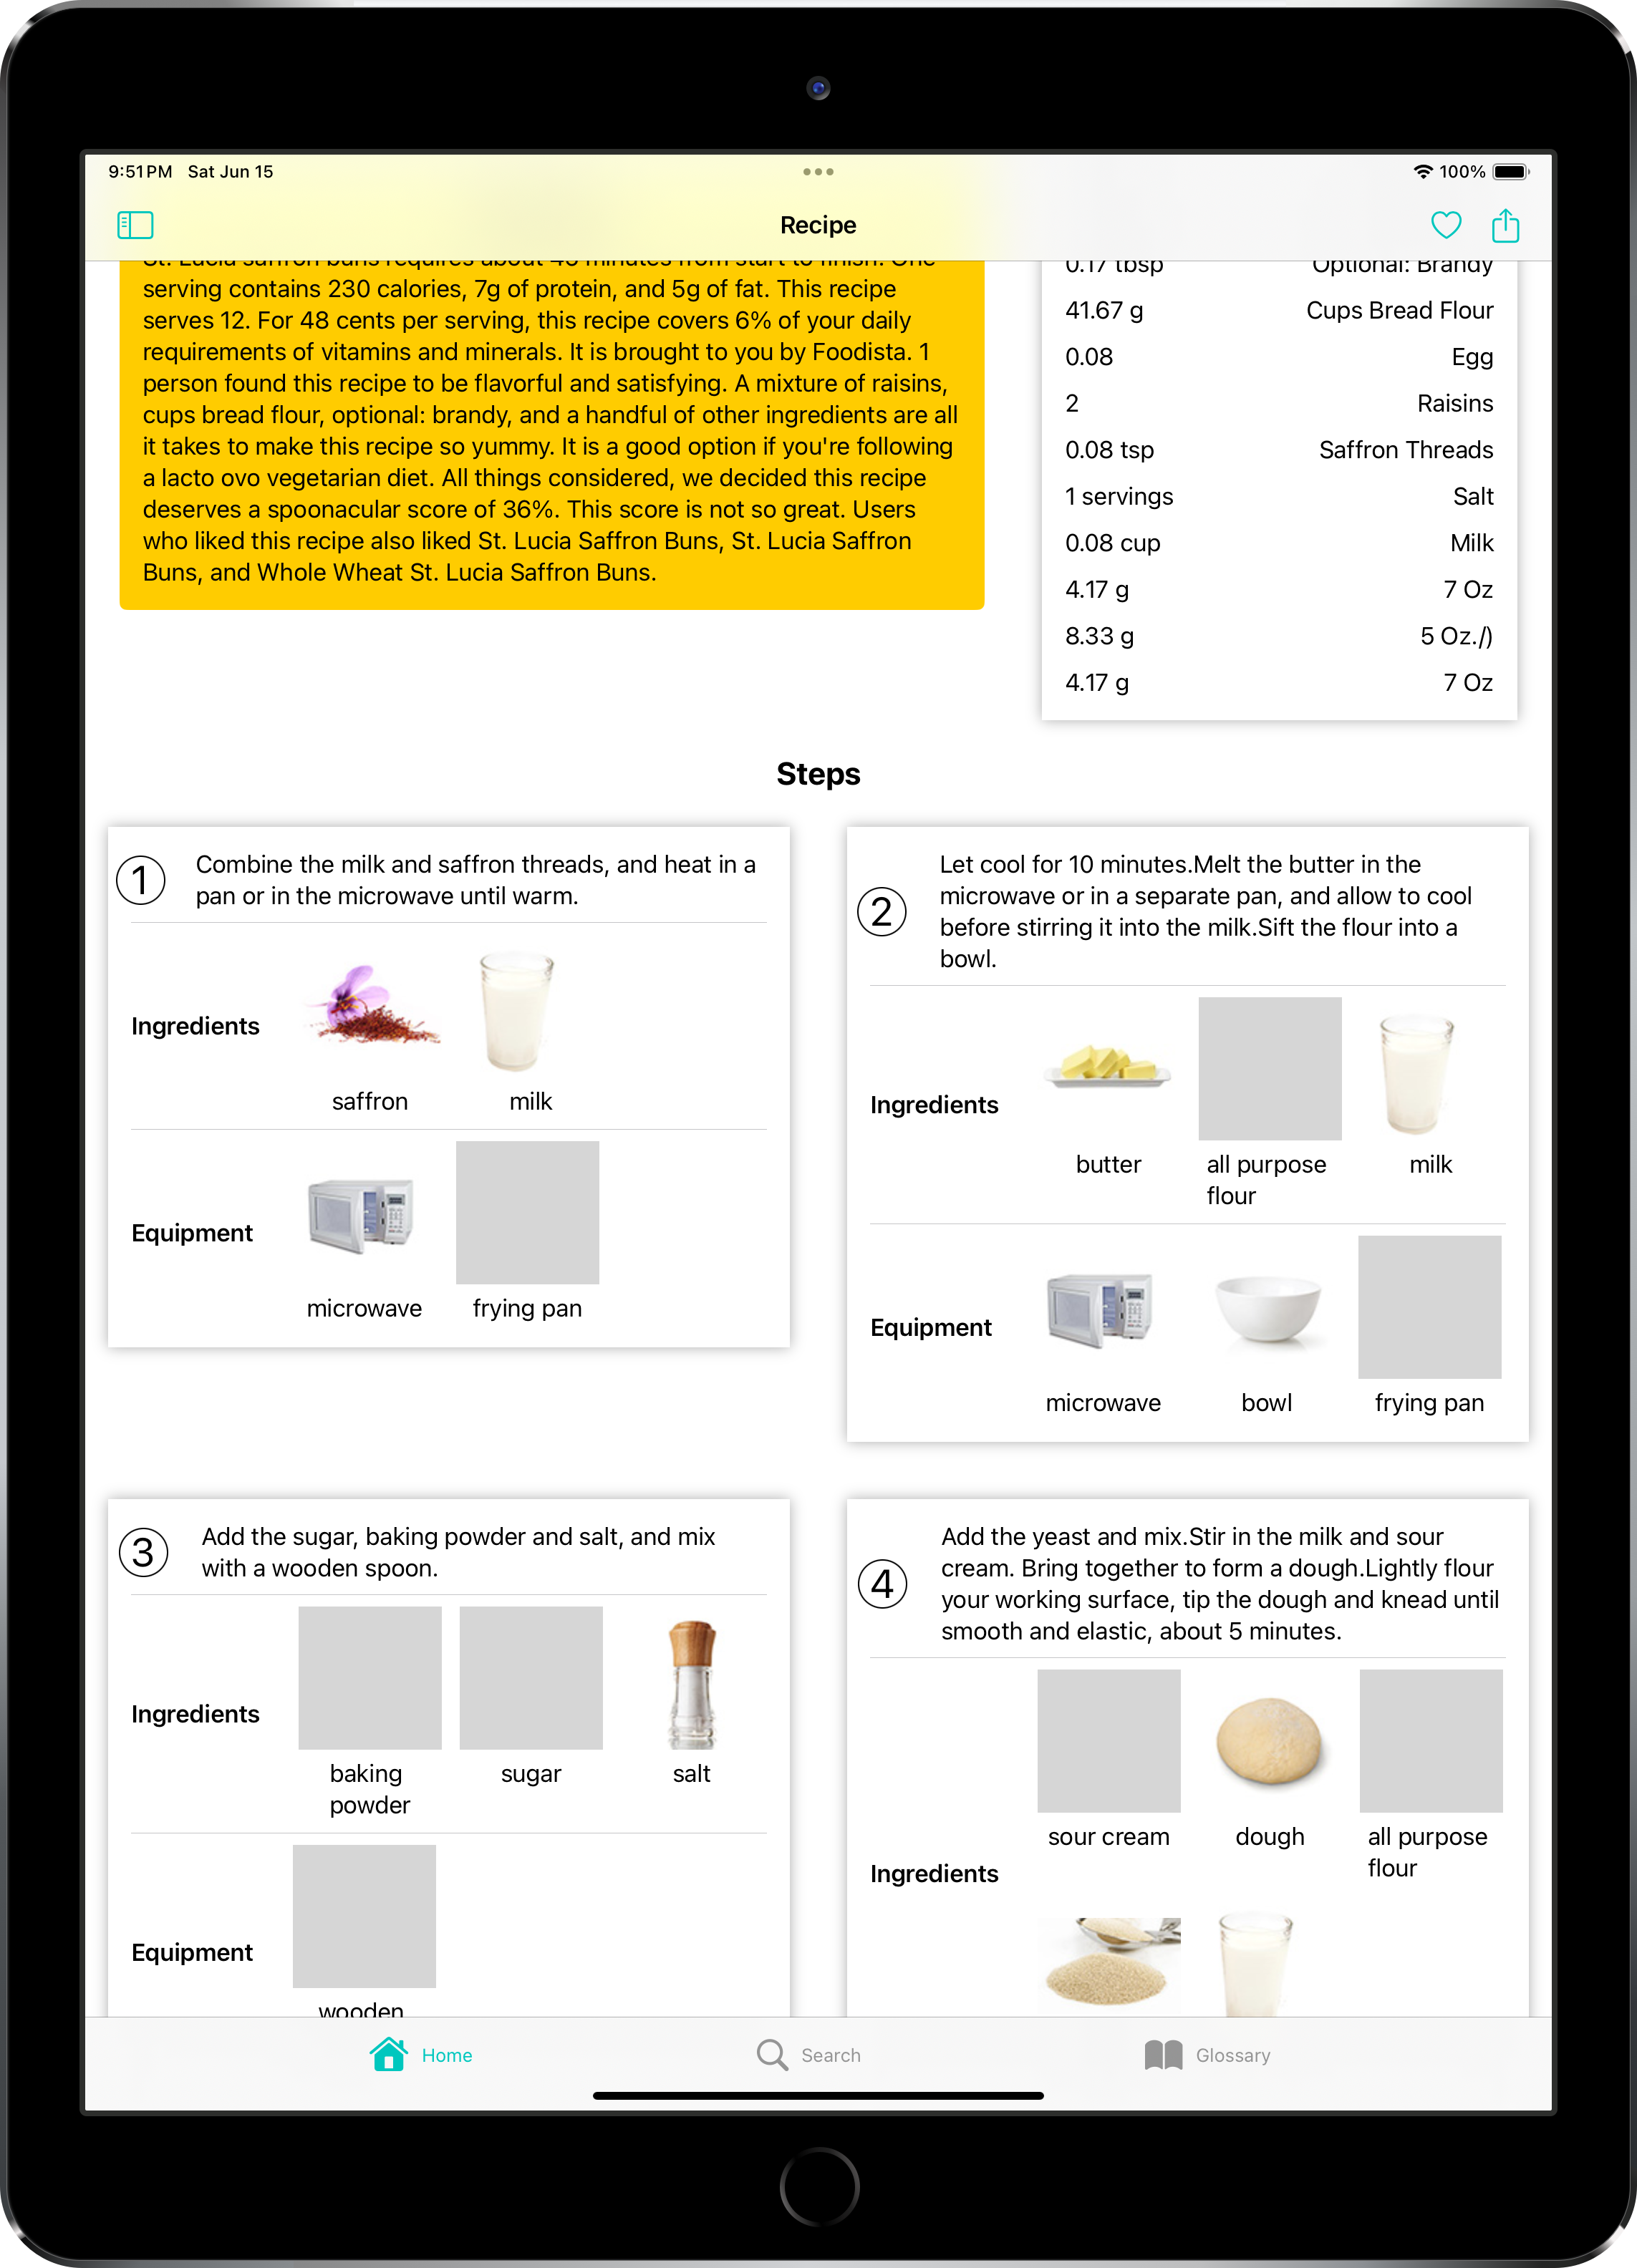 9:51 PM Sat Jun 15
100%
Recipe
St. Lucia saffron buns requires about 45 minutes from start to finish. One
serving contains 230 calories, 7g of protein, and 5g of fat. This recipe
serves 12. For 48 cents per serving, this recipe covers 6% of your daily
requirements of vitamins and minerals. It is brought to you by Foodista. 1
person found this recipe to be flavorful and satisfying. A mixture of raisins,
cups bread flour, optional: brandy, and a handful of other ingredients are all
it takes to make this recipe so yummy. It is a good option if you're following
a lacto ovo vegetarian diet. All things considered, we decided this recipe
deserves a spoonacular score of 36%. This score is not so great. Users
who liked this recipe also liked St. Lucia Saffron Buns, St. Lucia Saffron
Buns, and Whole Wheat St. Lucia Saffron Buns.
0.17 tbsp Optional: Brandy
41.67 g Cups Bread Flour
0.08 Egg
2 Raisins
0.08 tsp Saffron Threads
1 servings Salt
0.08 cup Milk
4.17 g 7 Oz
8.33 g 5 Oz./)
4.17 g 7 Oz
Steps
1
Combine the milk and saffron threads, and heat in a
pan or in the microwave until warm.
Ingredients
saffron milk
Equipment
microwave frying pan
2
Let cool for 10 minutes.Melt the butter in the
microwave or in a separate pan, and allow to cool
before stirring it into the milk.Sift the flour into a
bowl.
Ingredients
butter all purpose milk
flour
Equipment
microwave bowl frying pan
3
Add the sugar, baking powder and salt, and mix
with a wooden spoon.
Ingredients
baking sugar salt
powder
Equipment
wooden
4
Add the yeast and mix.Stir in the milk and sour
cream. Bring together to form a dough.Lightly flour
your working surface, tip the dough and knead until
smooth and elastic, about 5 minutes.
Ingredients
sour cream dough all purpose
flour
Home Search Glossary